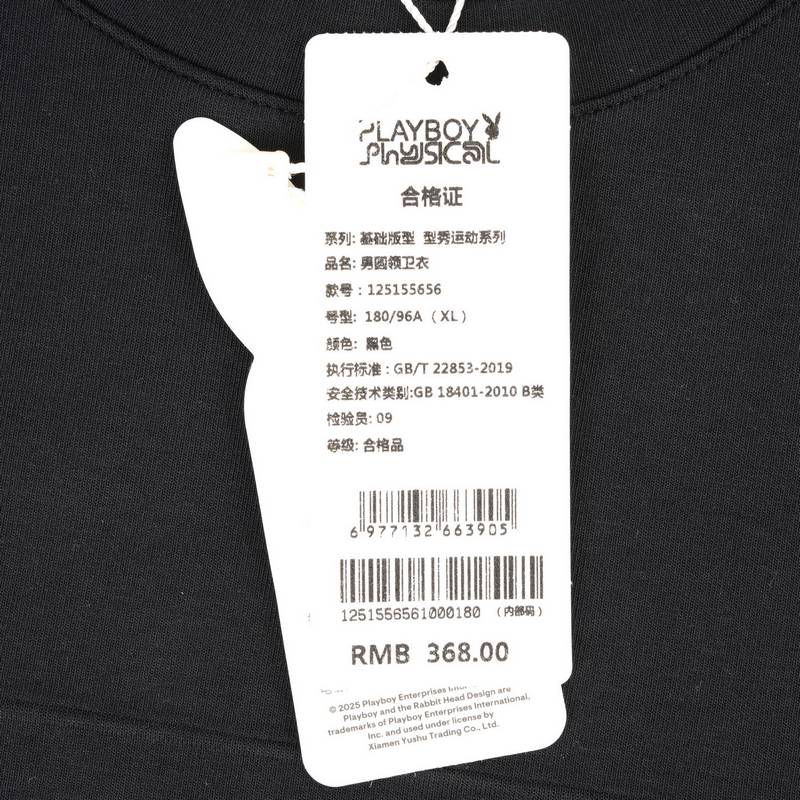 PLAYBOY
PhYSICAL
合格证
系列: 基础版型 型秀运动系列
品名: 男圆领卫衣
款号: 125155656
号型: 180/96A (XL)
颜色: 黑色
执行标准: GB/T 22853-2019
安全技术类别:GB 18401-2010 B类
检验员: 09
等级: 合格品
6 977132 663905
1251556561000180 (内部码)
RMB 368.00
© 2025 Playboy Enterprises
Playboy and the Rabbit Head Design are
trademarks of Playboy Enterprises International,
Inc. and used under license by
Xiamen Yushu Trading Co., Ltd.